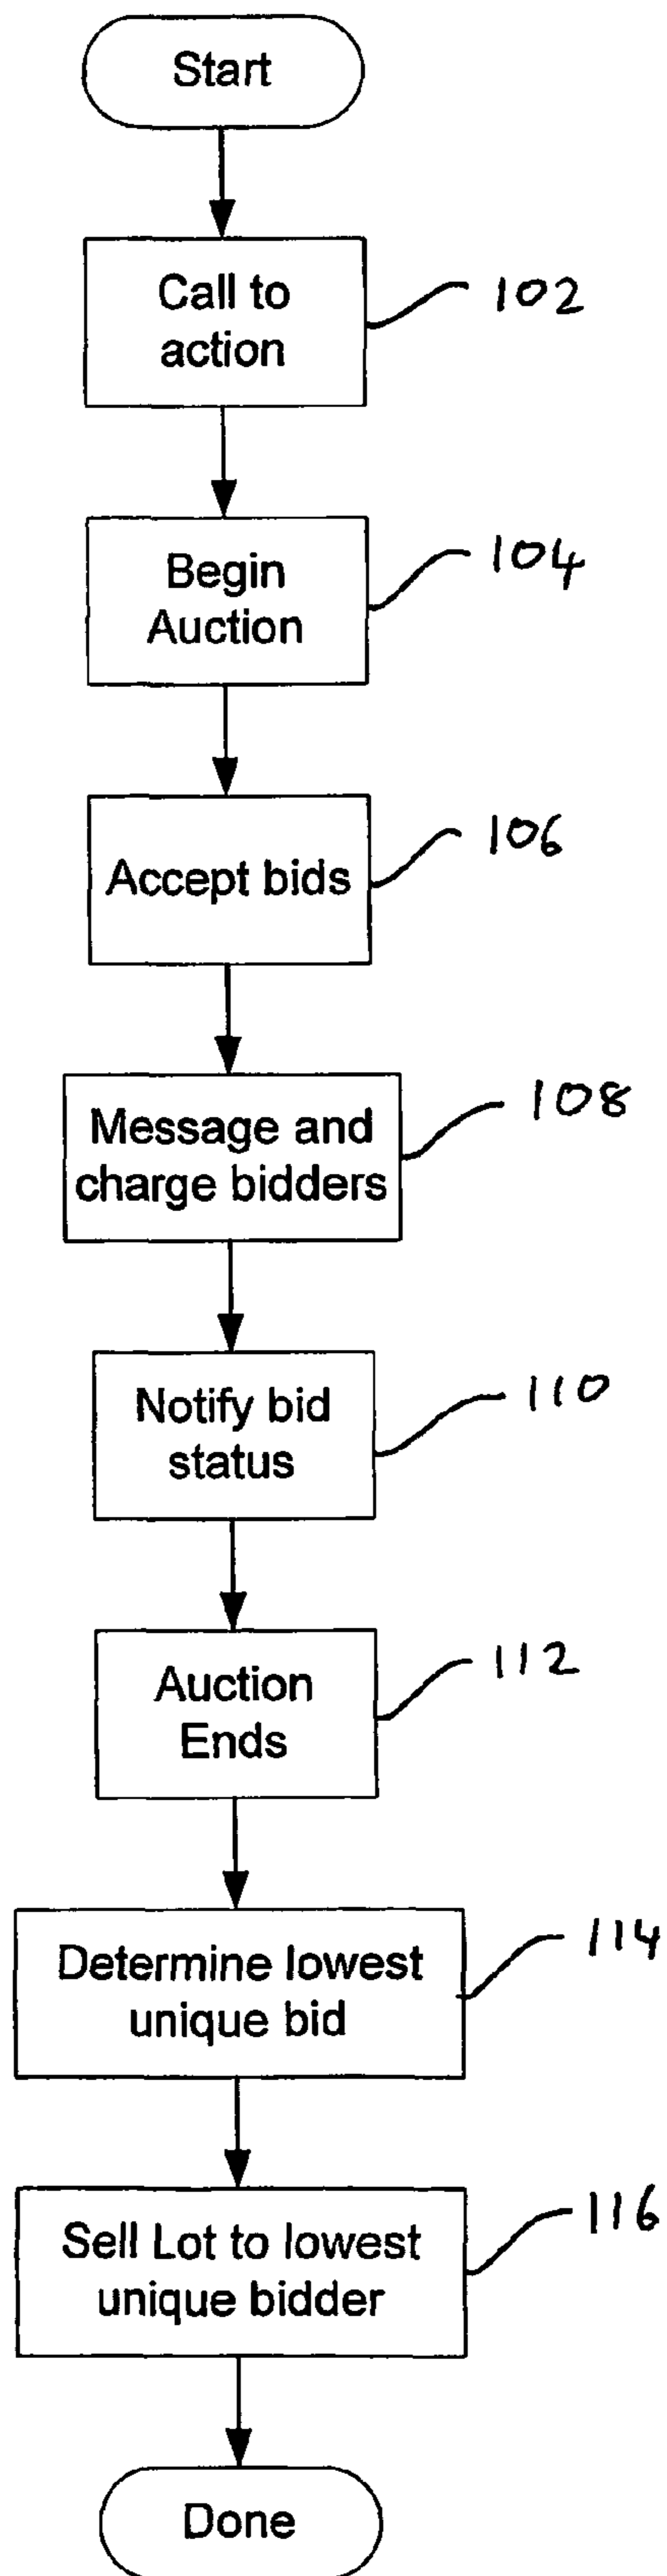 Start
Call to
action
102
Begin
Auction
104
Accept bids
106
Message and
charge bidders
108
Notify bid
status
110
Auction
Ends
112
Determine lowest
unique bid
114
Sell Lot to lowest
unique bidder
116
Done